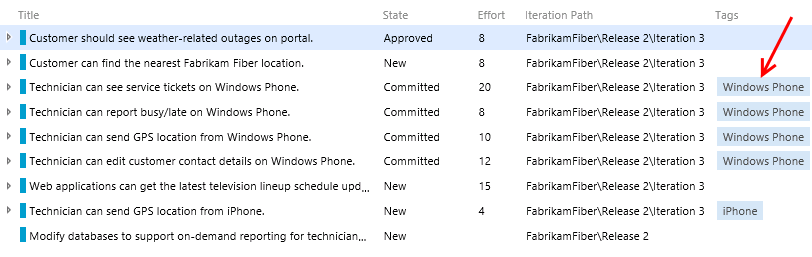 Title State Effort Iteration Path Tags
Customer should see weather-related outages on portal. Approved 8 FabrikamFiber\Release 2\Iteration 3
Customer can find the nearest Fabrikam Fiber location. New 8 FabrikamFiber\Release 2\Iteration 3
Technician can see service tickets on Windows Phone. Committed 20 FabrikamFiber\Release 2\Iteration 3 Windows Phone
Technician can report busy/late on Windows Phone. Committed 8 FabrikamFiber\Release 2\Iteration 3 Windows Phone
Technician can send GPS location from Windows Phone. Committed 10 FabrikamFiber\Release 2\Iteration 3 Windows Phone
Technician can edit customer contact details on Windows Phone. Committed 12 FabrikamFiber\Release 2\Iteration 3 Windows Phone
Web applications can get the latest television lineup schedule upd... New 15 FabrikamFiber\Release 2\Iteration 3
Technician can send GPS location from iPhone. New 4 FabrikamFiber\Release 2\Iteration 3 iPhone
Modify databases to support on-demand reporting for technician... New FabrikamFiber\Release 2